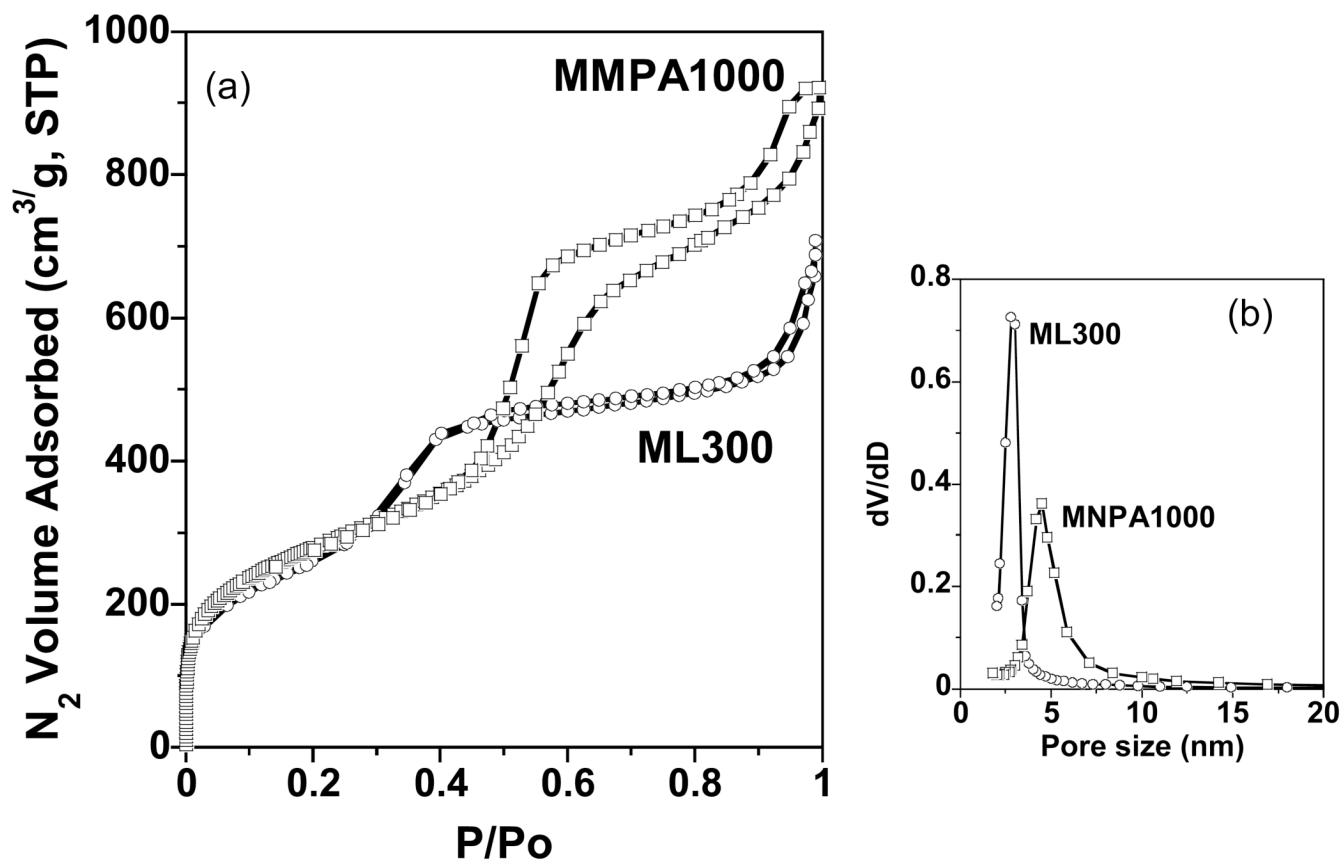 (a)
MMPA1000
ML300
N2 Volume Adsorbed (cm3/g, STP)
1000
800
600
400
200
0
0 0.2 0.4 0.6 0.8 1
P/Po
(b)
ML300
MNPA1000
dV/dD
0.8
0.6
0.4
0.2
0
0 5 10 15 20
Pore size (nm)